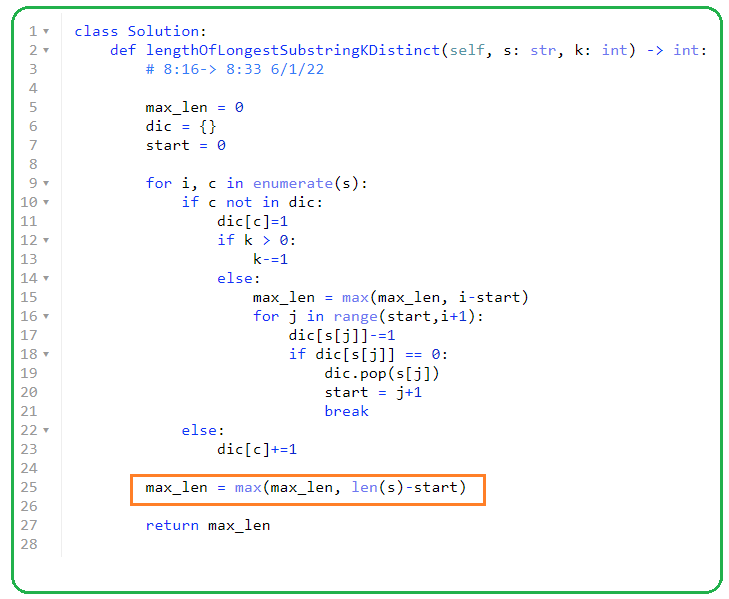 1 class Solution:
2     def lengthOfLongestSubstringKDistinct(self, s: str, k: int) -> int:
3         # 8:16-> 8:33 6/1/22
4
5         max_len = 0
6         dic = {}
7         start = 0
8
9         for i, c in enumerate(s):
10             if c not in dic:
11                 dic[c]=1
12                 if k > 0:
13                     k-=1
14                 else:
15                     max_len = max(max_len, i-start)
16                     for j in range(start,i+1):
17                         dic[s[j]]-=1
18                         if dic[s[j]] == 0:
19                             dic.pop(s[j])
20                             start = j+1
21                             break
22             else:
23                 dic[c]+=1
24
25         max_len = max(max_len, len(s)-start)
26
27         return max_len
28